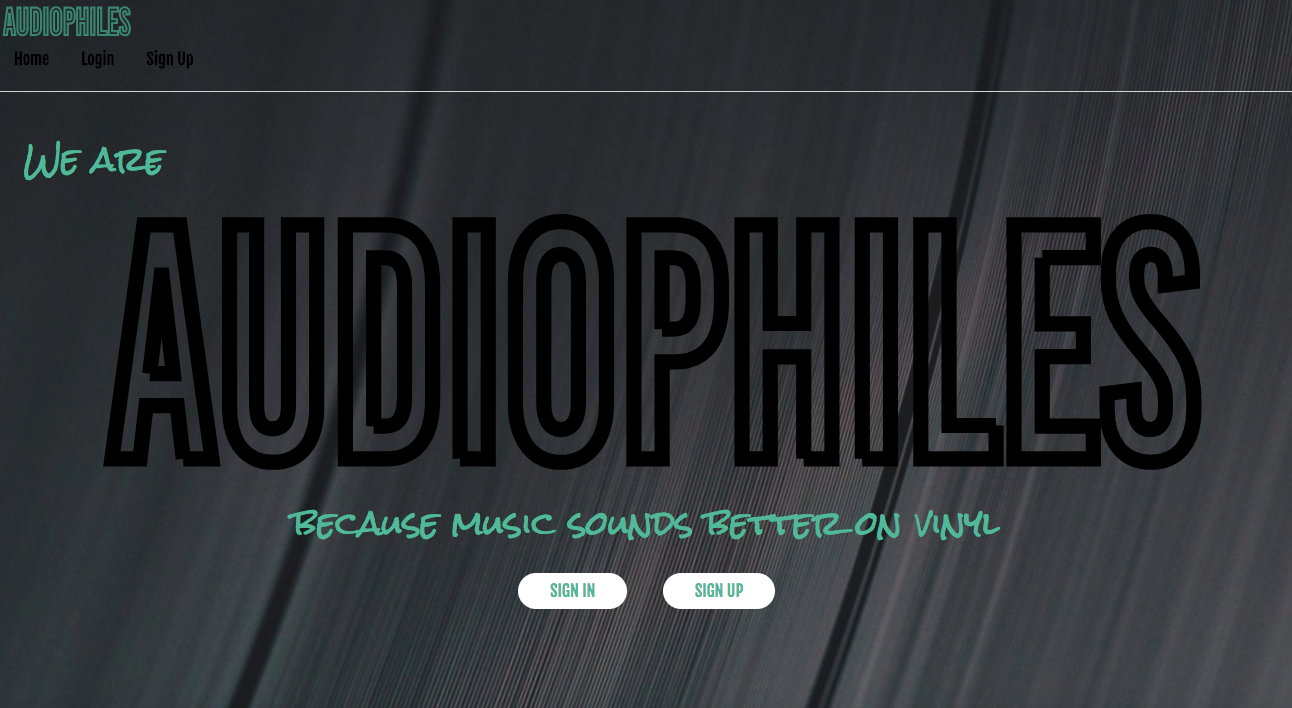 AUDIOPHILES
Home Login Sign Up
We are
AUDIOPHILES
Because music sounds better on vinyl
SIGN IN SIGN UP